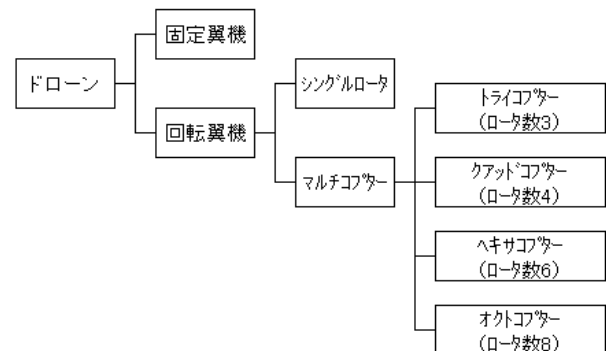 ドローン
固定翼機
回転翼機
シングルロータ
マルチコプター
トライコプター
(ロータ数3)
クアッドコプター
(ロータ数4)
ヘキサコプター
(ロータ数6)
オクトコプター
(ロータ数8)